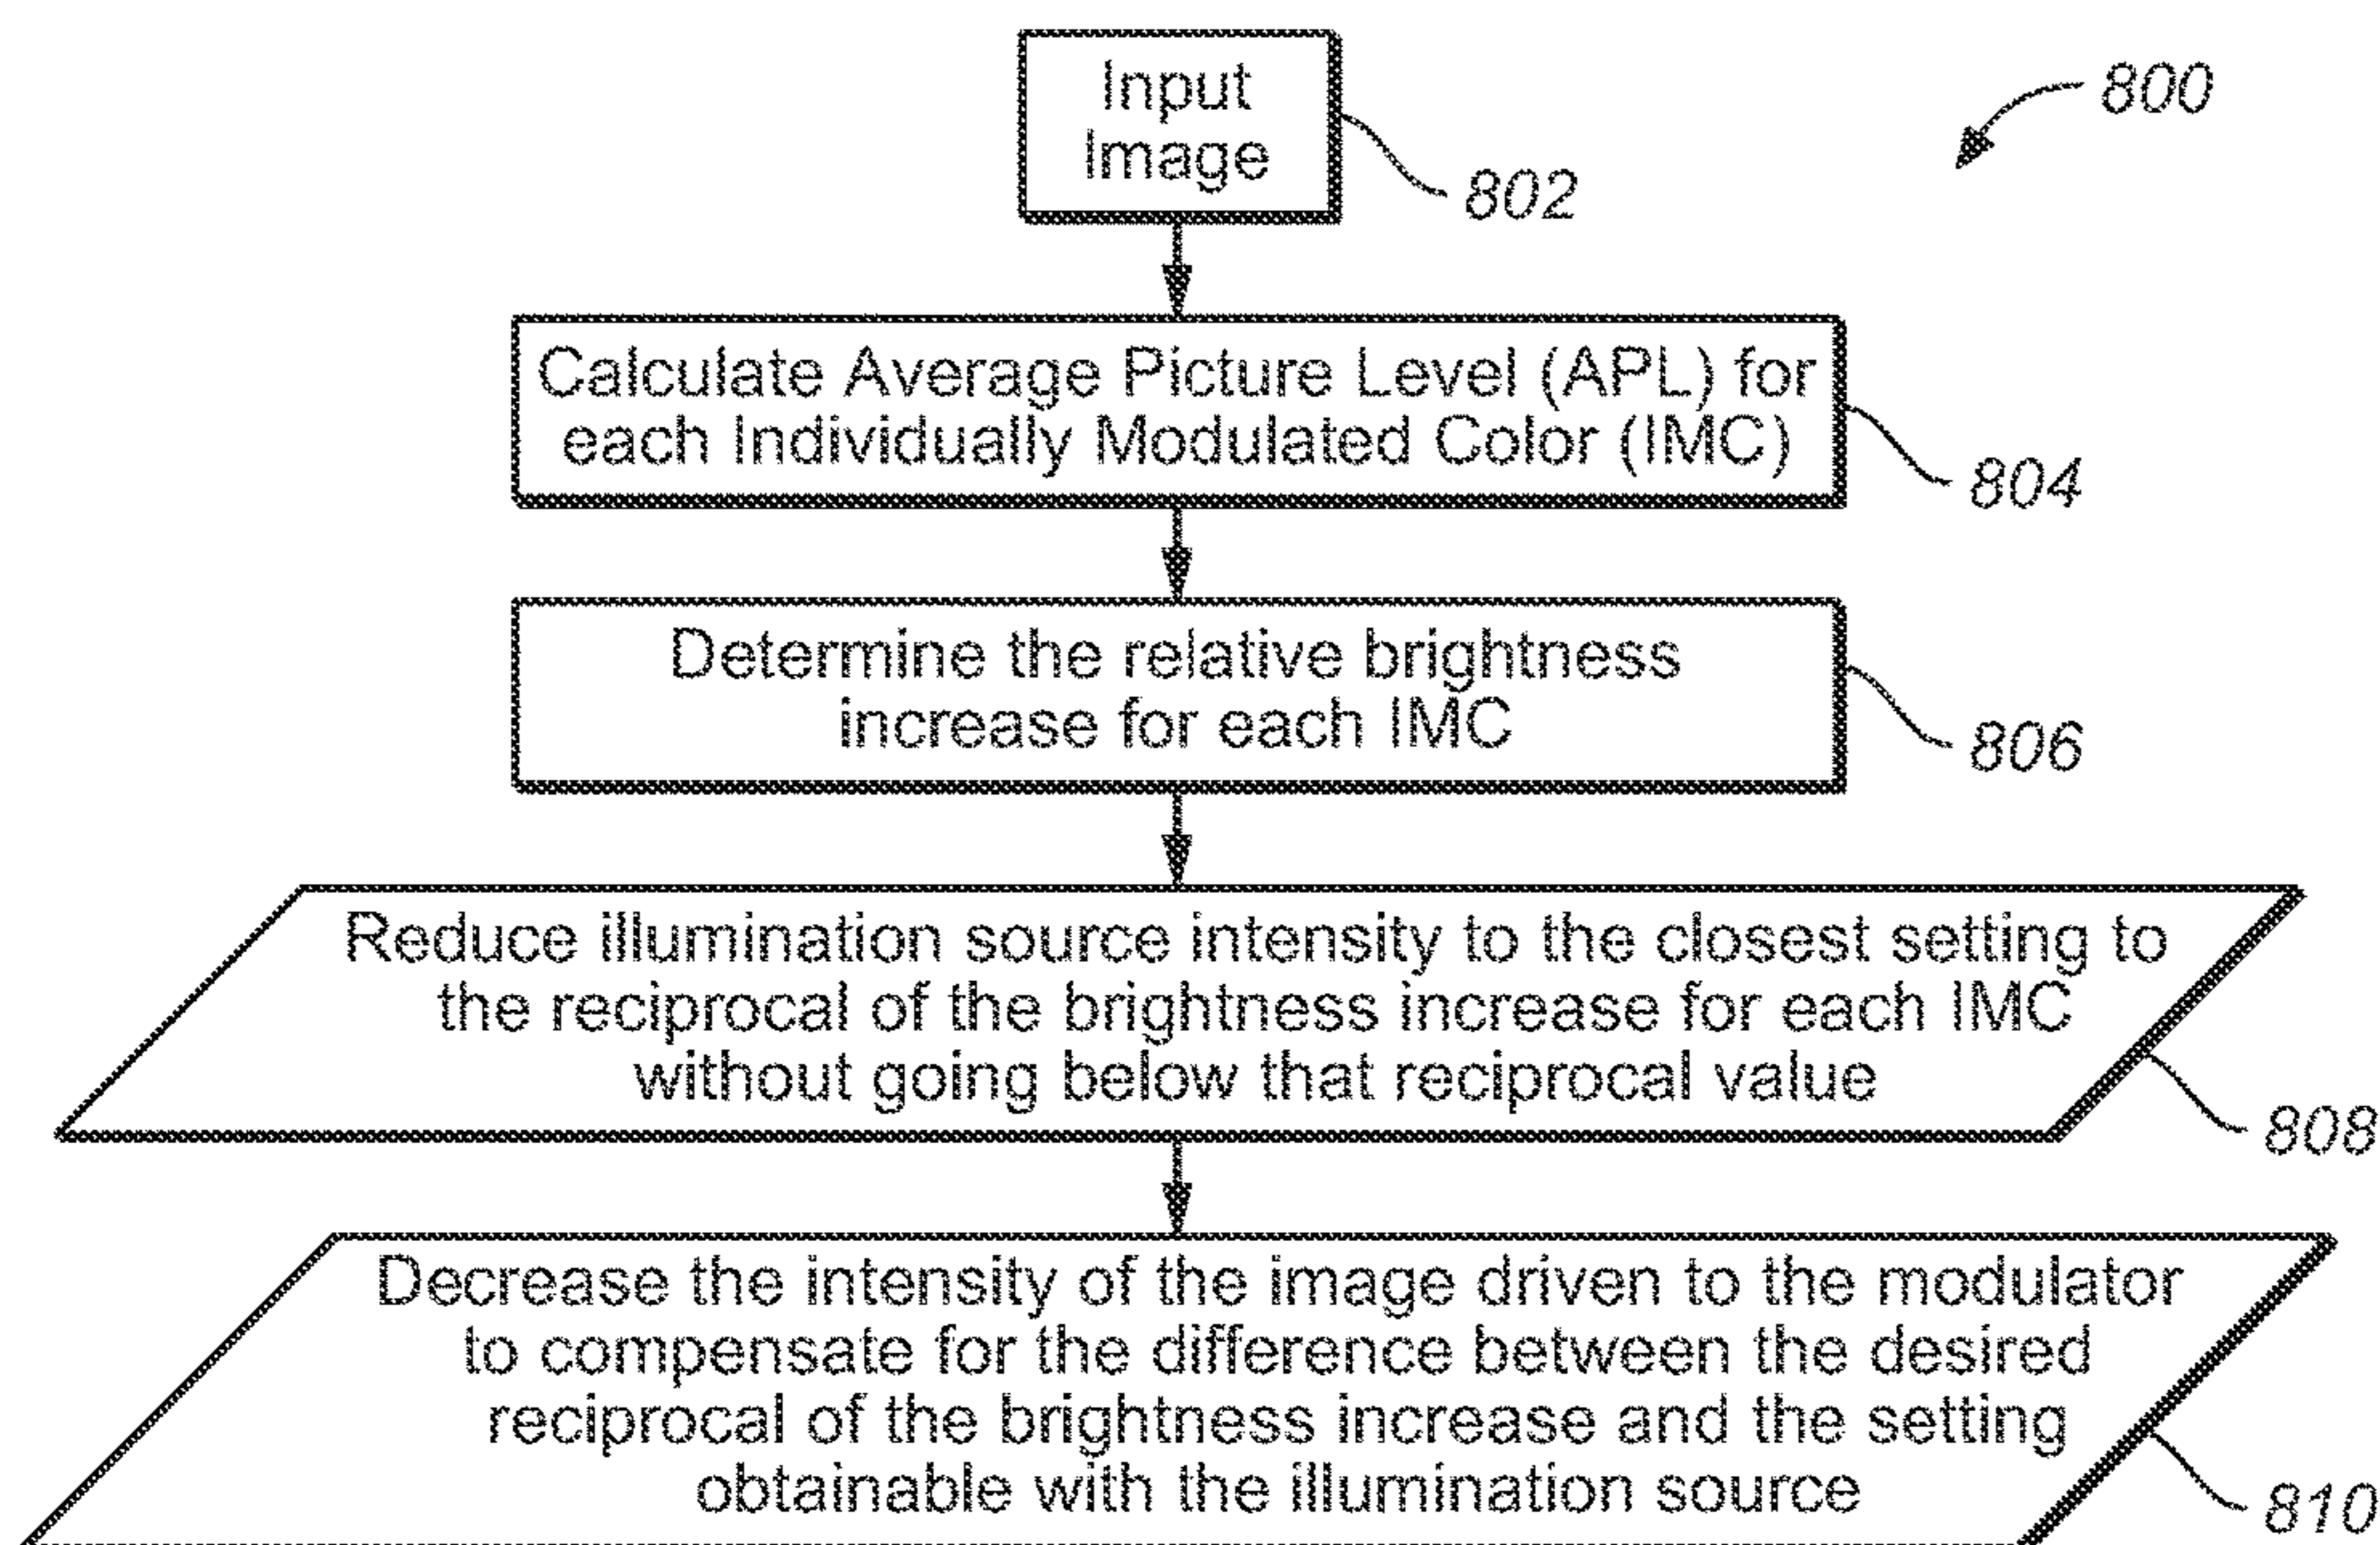 Input
Image
800
802
Calculate Average Picture Level (APL) for
each Individually Modulated Color (IMC)
804
Determine the relative brightness
increase for each IMC
806
Reduce illumination source intensity to the closest setting to
the reciprocal of the brightness increase for each IMC
without going below that reciprocal value
808
Decrease the intensity of the image driven to the modulator
to compensate for the difference between the desired
reciprocal of the brightness increase and the setting
obtainable with the illumination source
810